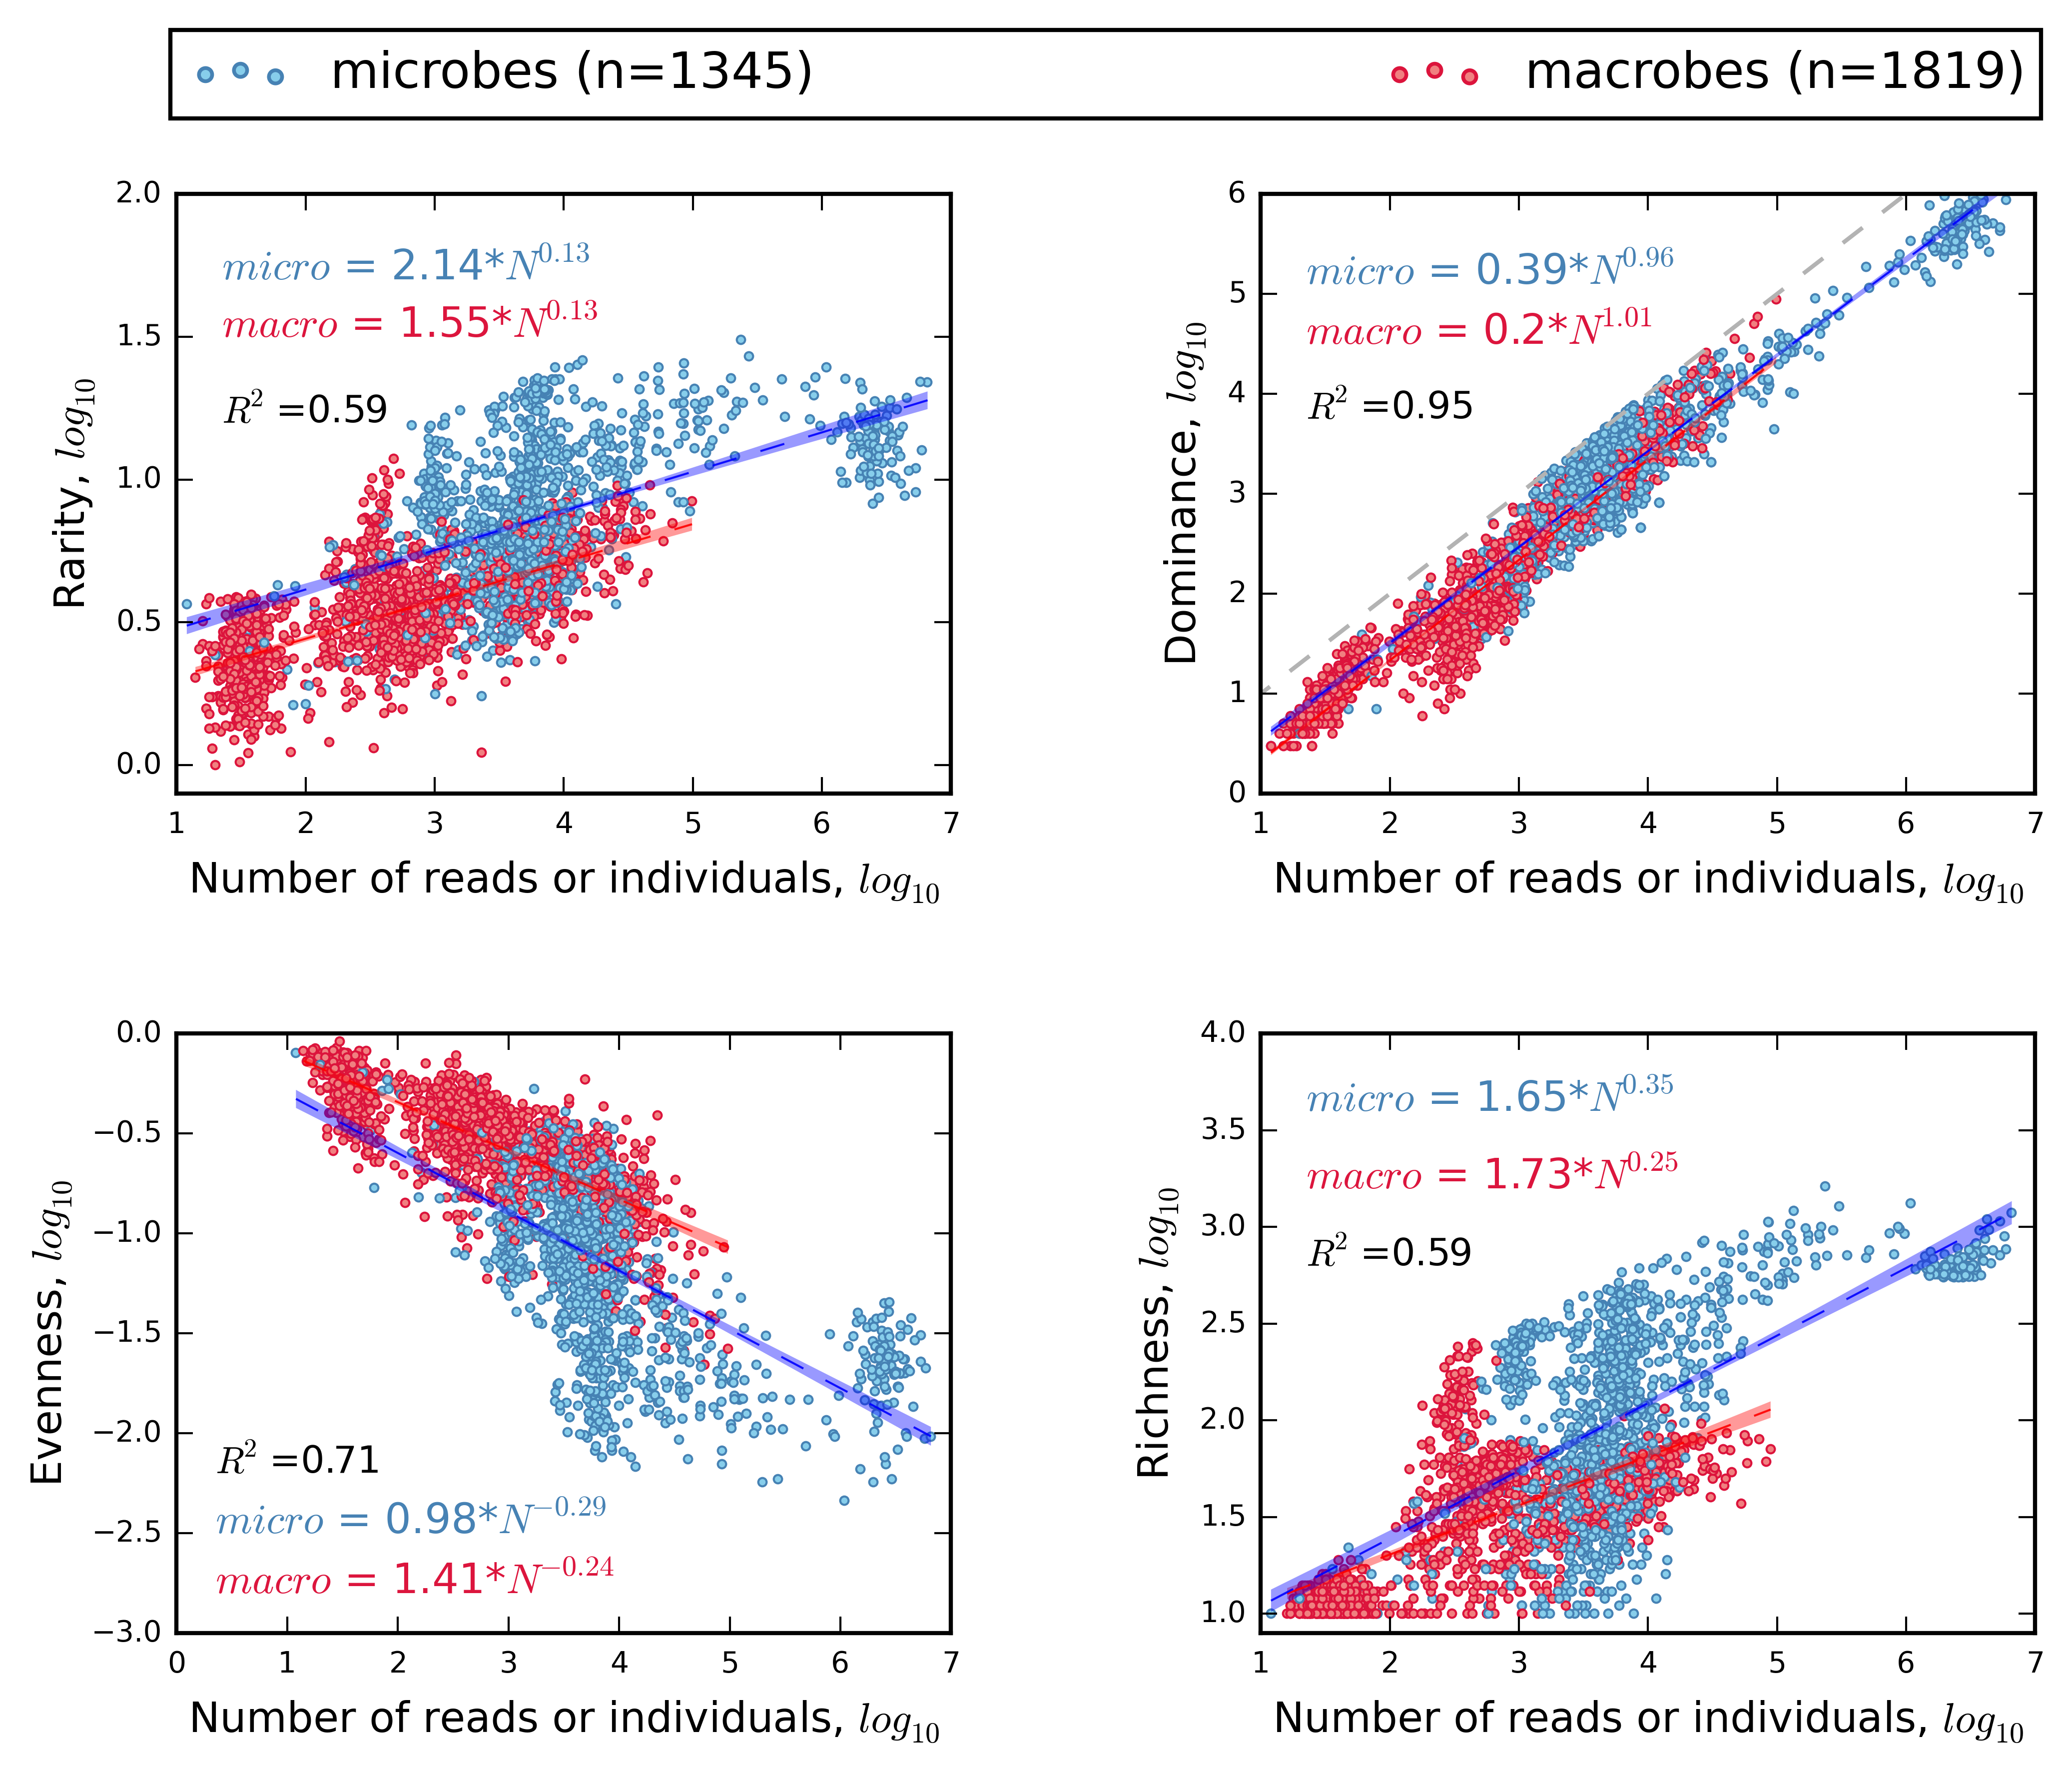 microbes (n=1345) macrobes (n=1819)
2.0
1.5
1.0
0.5
0.0
Rarity, log₁₀
micro = 2.14*N^0.13
macro = 1.55*N^0.13
R² =0.59
1 2 3 4 5 6 7
Number of reads or individuals, log₁₀
6
5
4
3
2
1
0
Dominance, log₁₀
micro = 0.39*N^0.96
macro = 0.2*N^1.01
R² =0.95
1 2 3 4 5 6 7
Number of reads or individuals, log₁₀
0.0
−0.5
−1.0
−1.5
−2.0
−2.5
−3.0
Evenness, log₁₀
R² =0.71
micro = 0.98*N^−0.29
macro = 1.41*N^−0.24
0 1 2 3 4 5 6 7
Number of reads or individuals, log₁₀
4.0
3.5
3.0
2.5
2.0
1.5
1.0
Richness, log₁₀
micro = 1.65*N^0.35
macro = 1.73*N^0.25
R² =0.59
1 2 3 4 5 6 7
Number of reads or individuals, log₁₀